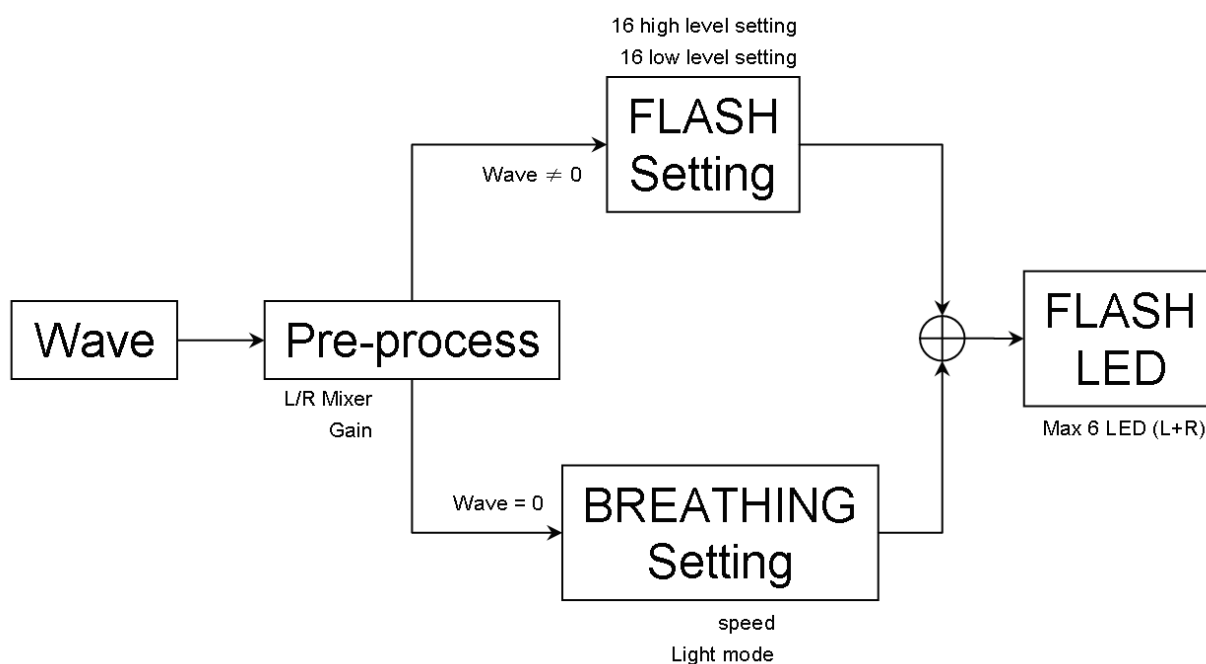 16 high level setting
16 low level setting
FLASH
Setting
Wave ≠ 0
Wave
Pre-process
L/R Mixer
Gain
FLASH
LED
Max 6 LED (L+R)
Wave = 0
BREATHING
Setting
speed
Light mode